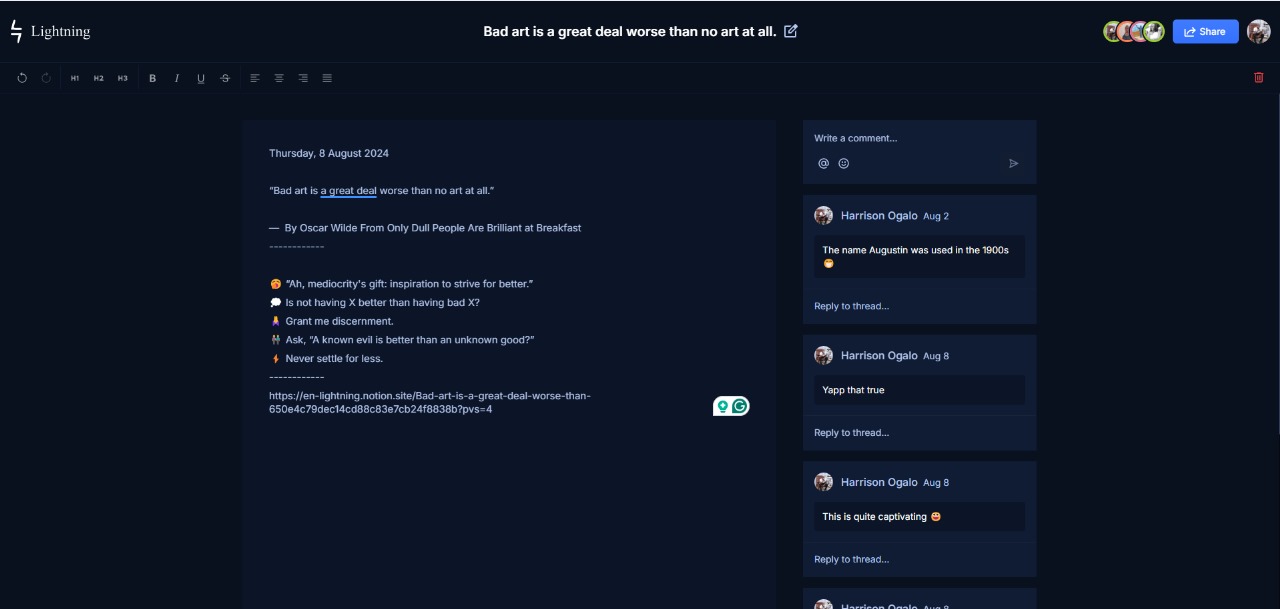 Lightning
Bad art is a great deal worse than no art at all.
Share
H1 H2 H3 B I U S
Thursday, 8 August 2024
“Bad art is a great deal worse than no art at all.”
— By Oscar Wilde From Only Dull People Are Brilliant at Breakfast
------------
“Ah, mediocrity's gift: inspiration to strive for better.”
Is not having X better than having bad X?
Grant me discernment.
Ask, “A known evil is better than an unknown good?”
Never settle for less.
------------
https://en-lightning.notion.site/Bad-art-is-a-great-deal-worse-than-
650e4c79dec14cd88c83e7cb24f8838b?pvs=4
Write a comment...
@
Harrison Ogalo Aug 2
The name Augustin was used in the 1900s
😁
Reply to thread...
Harrison Ogalo Aug 8
Yapp that true
Reply to thread...
Harrison Ogalo Aug 8
This is quite captivating 😃
Reply to thread...
Harrison Ogalo Aug 8